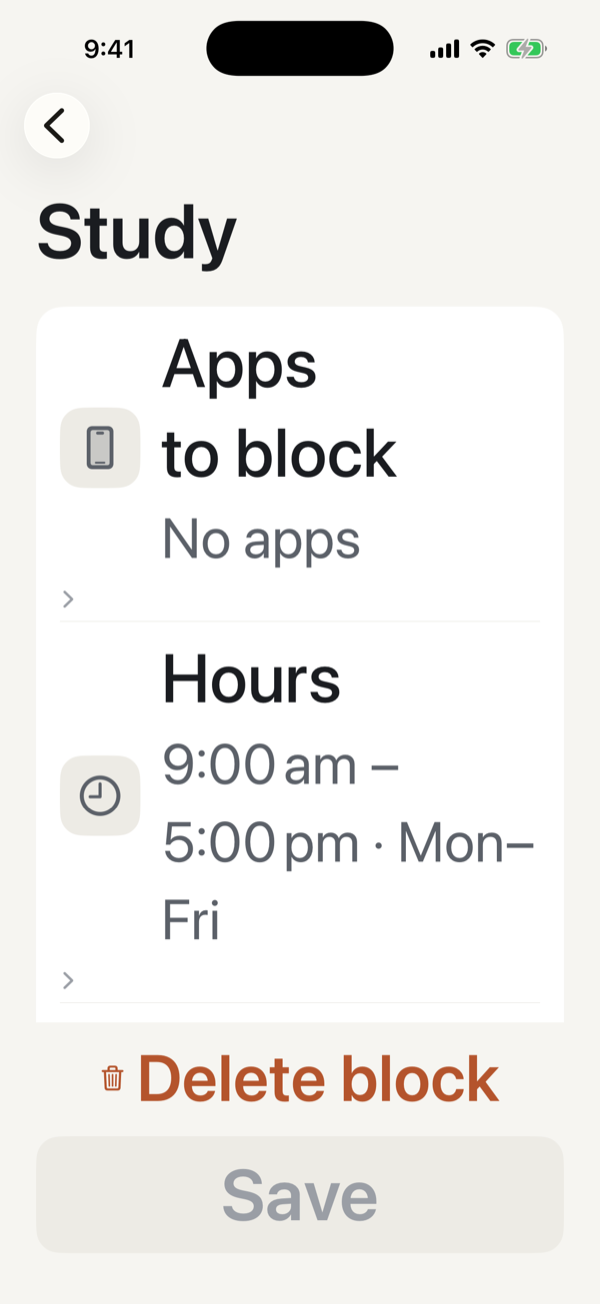 9:41
Study
Apps
to block
No apps
Hours
9:00 am –
5:00 pm · Mon–
Fri
Delete block
Save